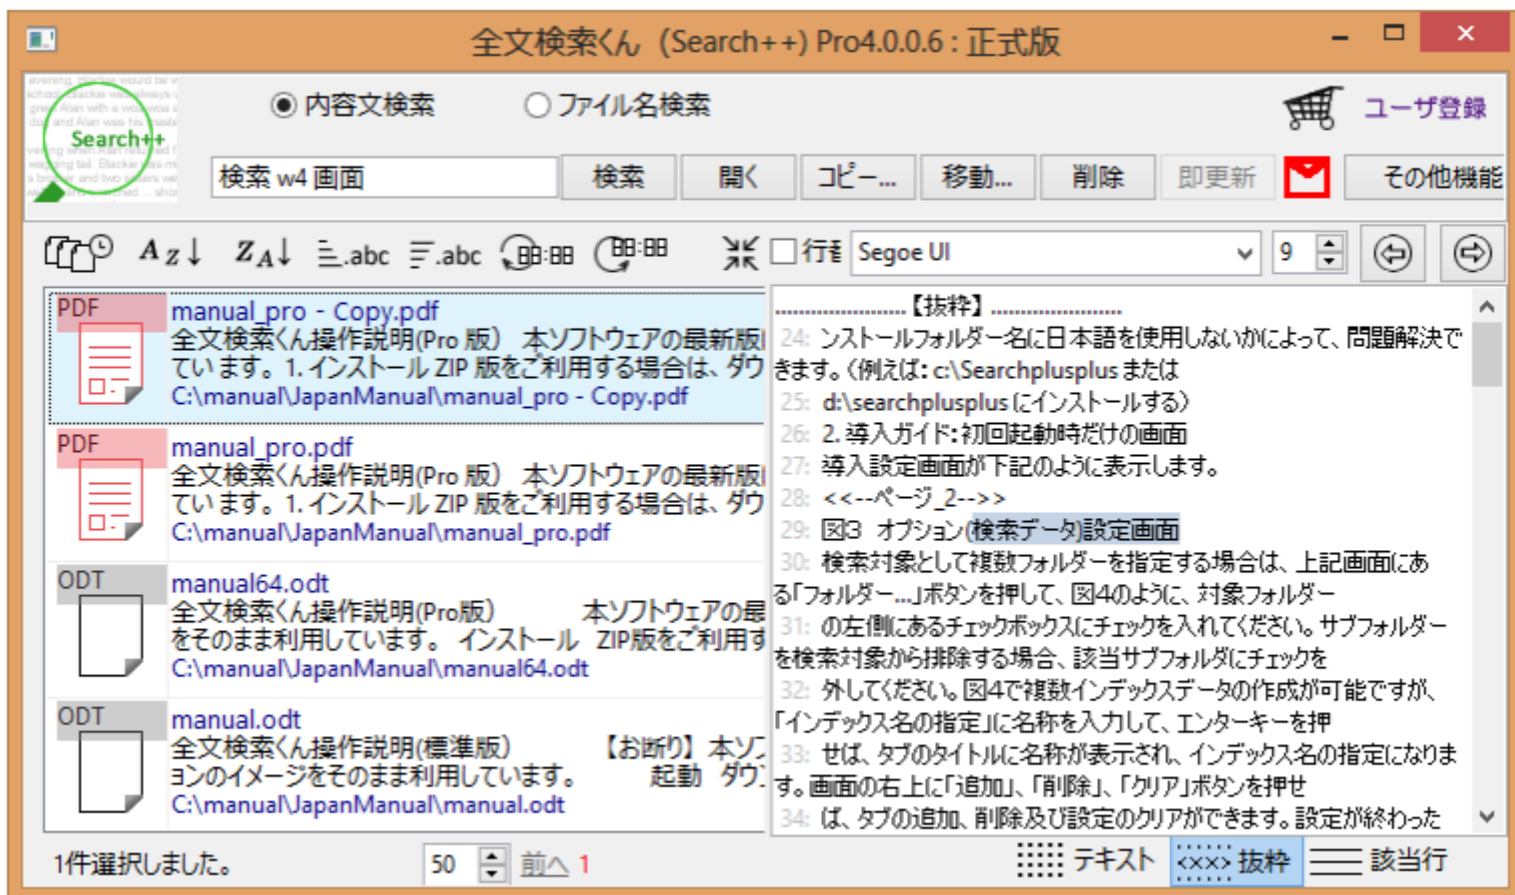 全文検索くん (Search++) Pro4.0.0.6 : 正式版
Search++
内容文検索 ファイル名検索 ユーザ登録
検索 w4 画面 検索 開く コピー... 移動... 削除 即更新 その他機能
A Z↓ Z A↓ .abc .abc 88:88 88:88 行 Segoe UI 9
PDF manual_pro - Copy.pdf
全文検索くん操作説明(Pro 版) 本ソフトウェアの最新版
ています。 1. インストール ZIP 版をご利用する場合は、ダウ
C:\manual\JapanManual\manual_pro - Copy.pdf
PDF manual_pro.pdf
全文検索くん操作説明(Pro 版) 本ソフトウェアの最新版
ています。 1. インストール ZIP 版をご利用する場合は、ダウ
C:\manual\JapanManual\manual_pro.pdf
ODT manual64.odt
全文検索くん操作説明(Pro版) 本ソフトウェアの最
をそのまま利用しています。 インストール ZIP版をご利用す
C:\manual\JapanManual\manual64.odt
ODT manual.odt
全文検索くん操作説明(標準版) 【お断り】 本ソフ
ョンのイメージをそのまま利用しています。 起動 ダウン
C:\manual\JapanManual\manual.odt
......................【抜粋】......................
24: ンストールフォルダー名に日本語を使用しないかによって、問題解決で
きます。(例えば: c:\Searchplusplus または
25: d:\searchplusplus にインストールする)
26: 2. 導入ガイド:初回起動時だけの画面
27: 導入設定画面が下記のように表示します。
28: <<--ページ_2-->>
29: 図3 オプション(検索データ)設定画面
30: 検索対象として複数フォルダーを指定する場合は、上記画面にあ
る「フォルダー...」ボタンを押して、図4のように、対象フォルダー
31: の左側にあるチェックボックスにチェックを入れてください。サブフォルダー
を検索対象から排除する場合、該当サブフォルダにチェックを
32: 外してください。図4で複数インデックスデータの作成が可能ですが、
「インデックス名の指定」に名称を入力して、エンターキーを押
33: せば、タブのタイトルに名称が表示され、インデックス名の指定になりま
す。画面の右上に「追加」、「削除」、「クリア」ボタンを押せ
34: ば、タブの追加、削除及び設定のクリアができます。設定が終わった
1件選択しました。 50 前へ 1 テキスト <××> 抜粋 該当行